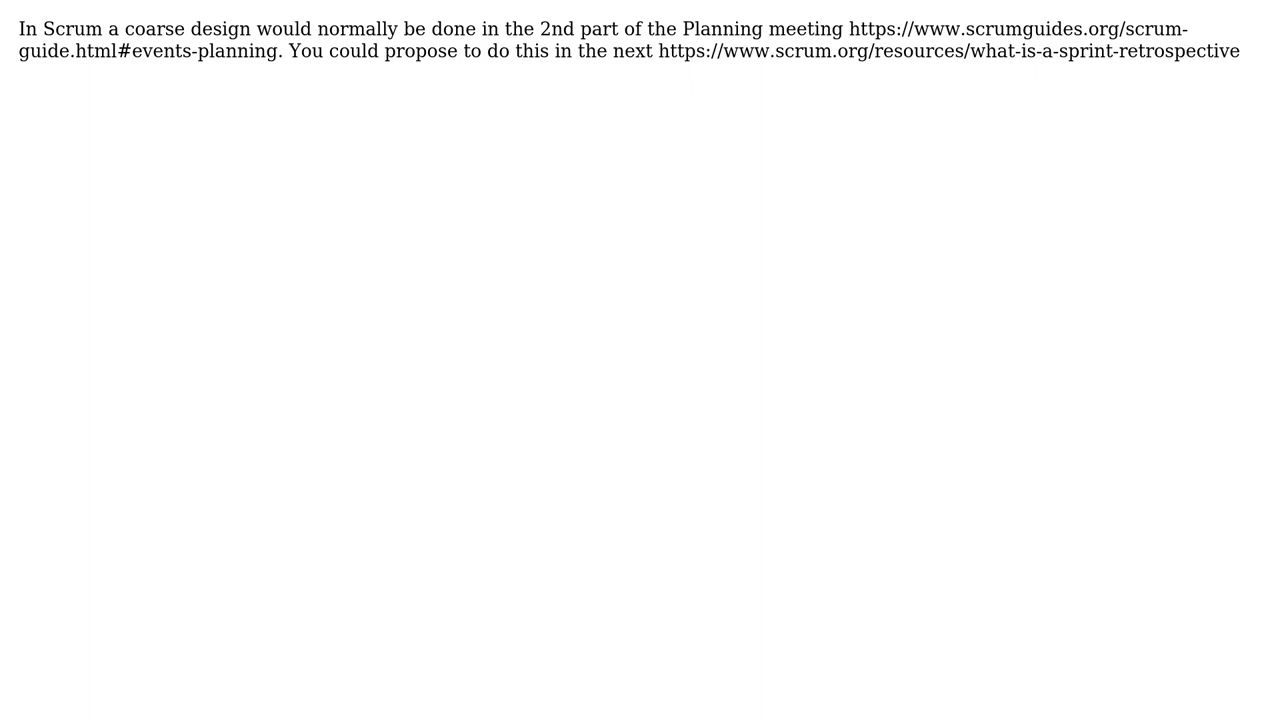 In Scrum a coarse design would normally be done in the 2nd part of the Planning meeting https://www.scrumguides.org/scrum-
guide.html#events-planning. You could propose to do this in the next https://www.scrum.org/resources/what-is-a-sprint-retrospective